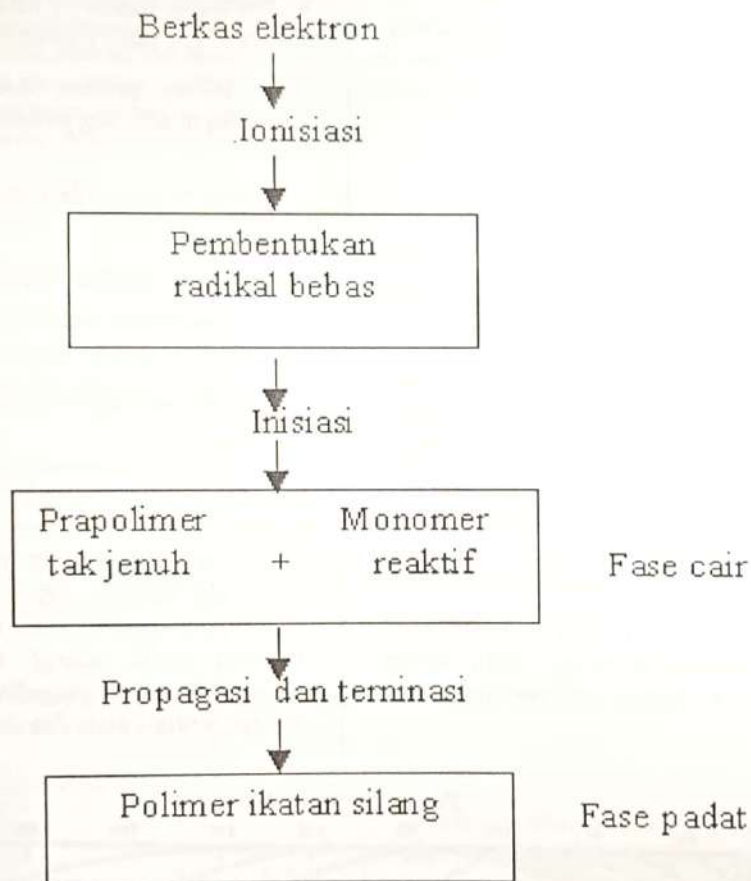 Berkas elektron
.Ionisiasi
Pembentukan
radikal bebas
Inisiasi
Prapolimer Monomer
tak jenuh + reaktif Fase cair
Propagasi dan terninasi
Polimer ikatan silang Fase padat